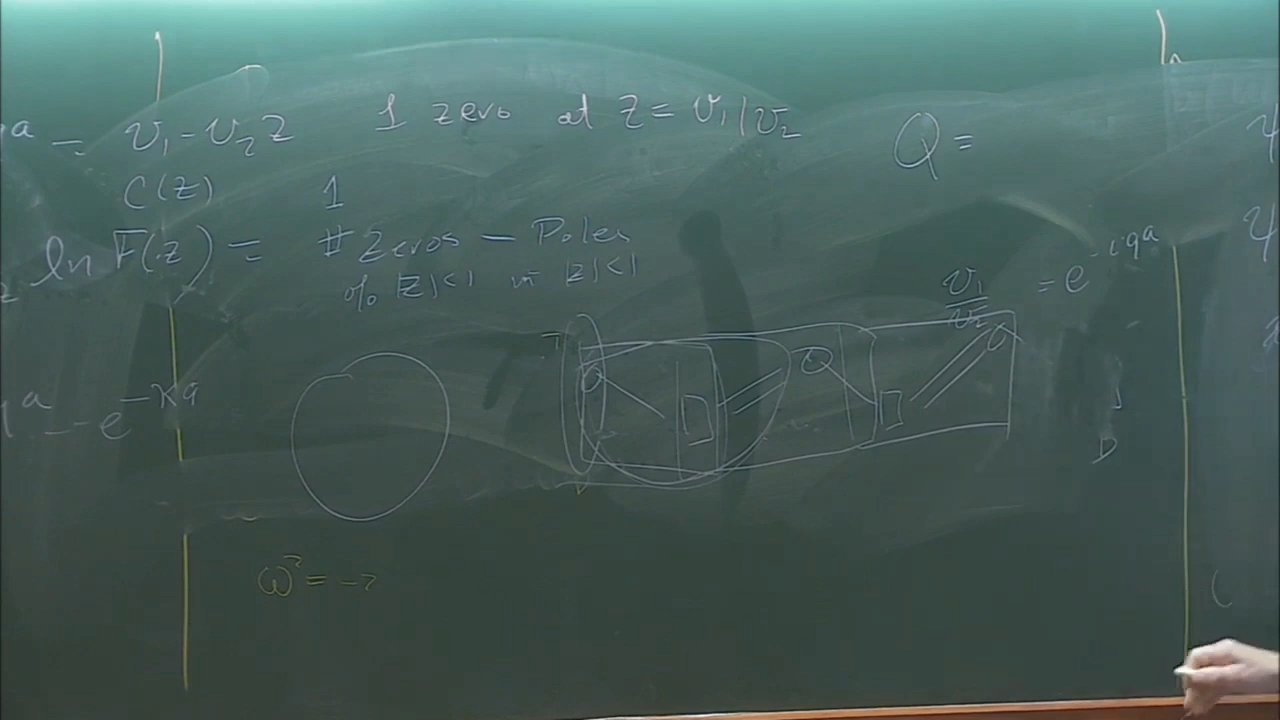 a = v₁ - v₂z 1 zero at z = v₁/v₂
C(z) 1
ln F(z) = # Zeros - Poles
of |z|<1 in |z|<1
a - e^{-κa}
ω² = -
Q =
v₁/v₂ = e^{-iqa}
ψ
ψ